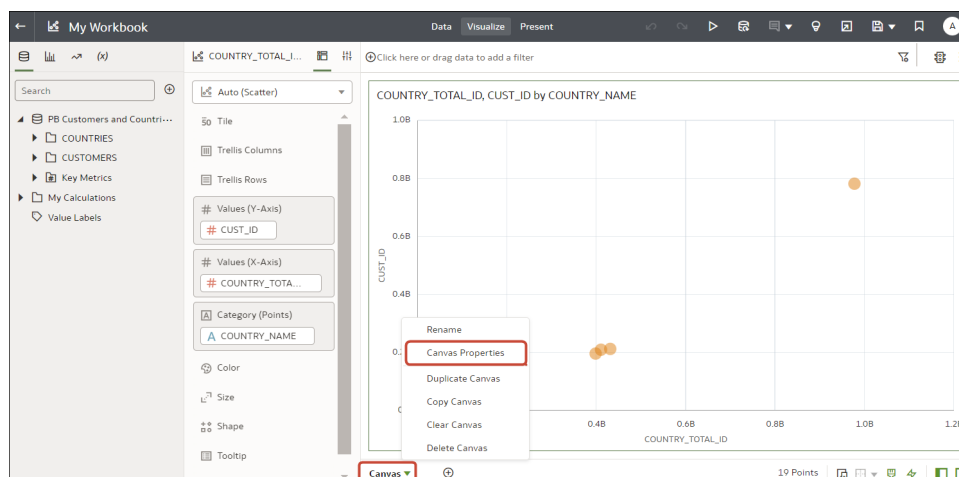 My Workbook
Data Visualize Present
A
(x)
COUNTRY_TOTAL_I...
Click here or drag data to add a filter
Search
Auto (Scatter)
COUNTRY_TOTAL_ID, CUST_ID by COUNTRY_NAME
PB Customers and Countri...
COUNTRIES
CUSTOMERS
Key Metrics
My Calculations
Value Labels
Tile
Trellis Columns
Trellis Rows
Values (Y-Axis)
# CUST_ID
Values (X-Axis)
# COUNTRY_TOTA...
Category (Points)
A COUNTRY_NAME
Color
Size
Shape
Tooltip
1.0B
0.8B
0.6B
0.4B
CUST_ID
Rename
Canvas Properties
Duplicate Canvas
Copy Canvas
Clear Canvas
Delete Canvas
0.4B 0.6B 0.8B 1.0B
COUNTRY_TOTAL_ID
Canvas
19 Points